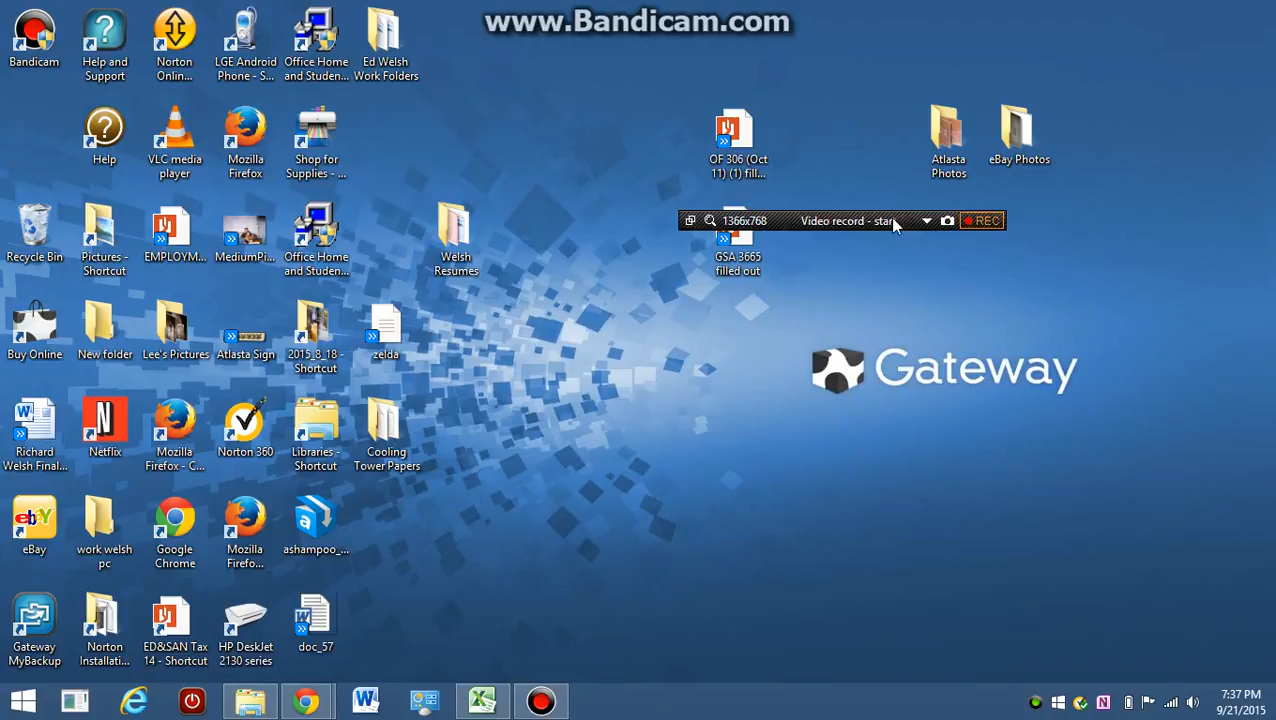 www.Bandicam.com
Bandicam
Help and
Support
Norton
Onlin...
LGE Android
Phone - S...
Office Home
and Studen...
Ed Welsh
Work Folders
Help
VLC media
player
Mozilla
Firefox
Shop for
Supplies - ...
OF 306 (Oct
11) (1) fill...
Atlasta
Photos
eBay Photos
1366x768
Video record - star
REC
Recycle Bin
Pictures -
Shortcut
EMPLOYM...
MediumPi...
Office Home
and Studen...
Welsh
Resumes
GSA 3665
filled out
Buy Online
New folder
Lee's Pictures
Atlasta Sign
2015_8_18 -
Shortcut
zelda
Gateway
Richard
Welsh Final...
Netflix
Mozilla
Firefox - C...
Norton 360
Libraries -
Shortcut
Cooling
Tower Papers
eBay
work welsh
pc
Google
Chrome
Mozilla
Firefo...
ashampoo_...
Gateway
MyBackup
Norton
Installati...
ED&SAN Tax
14 - Shortcut
HP DeskJet
2130 series
doc_57
7:37 PM
9/21/2015